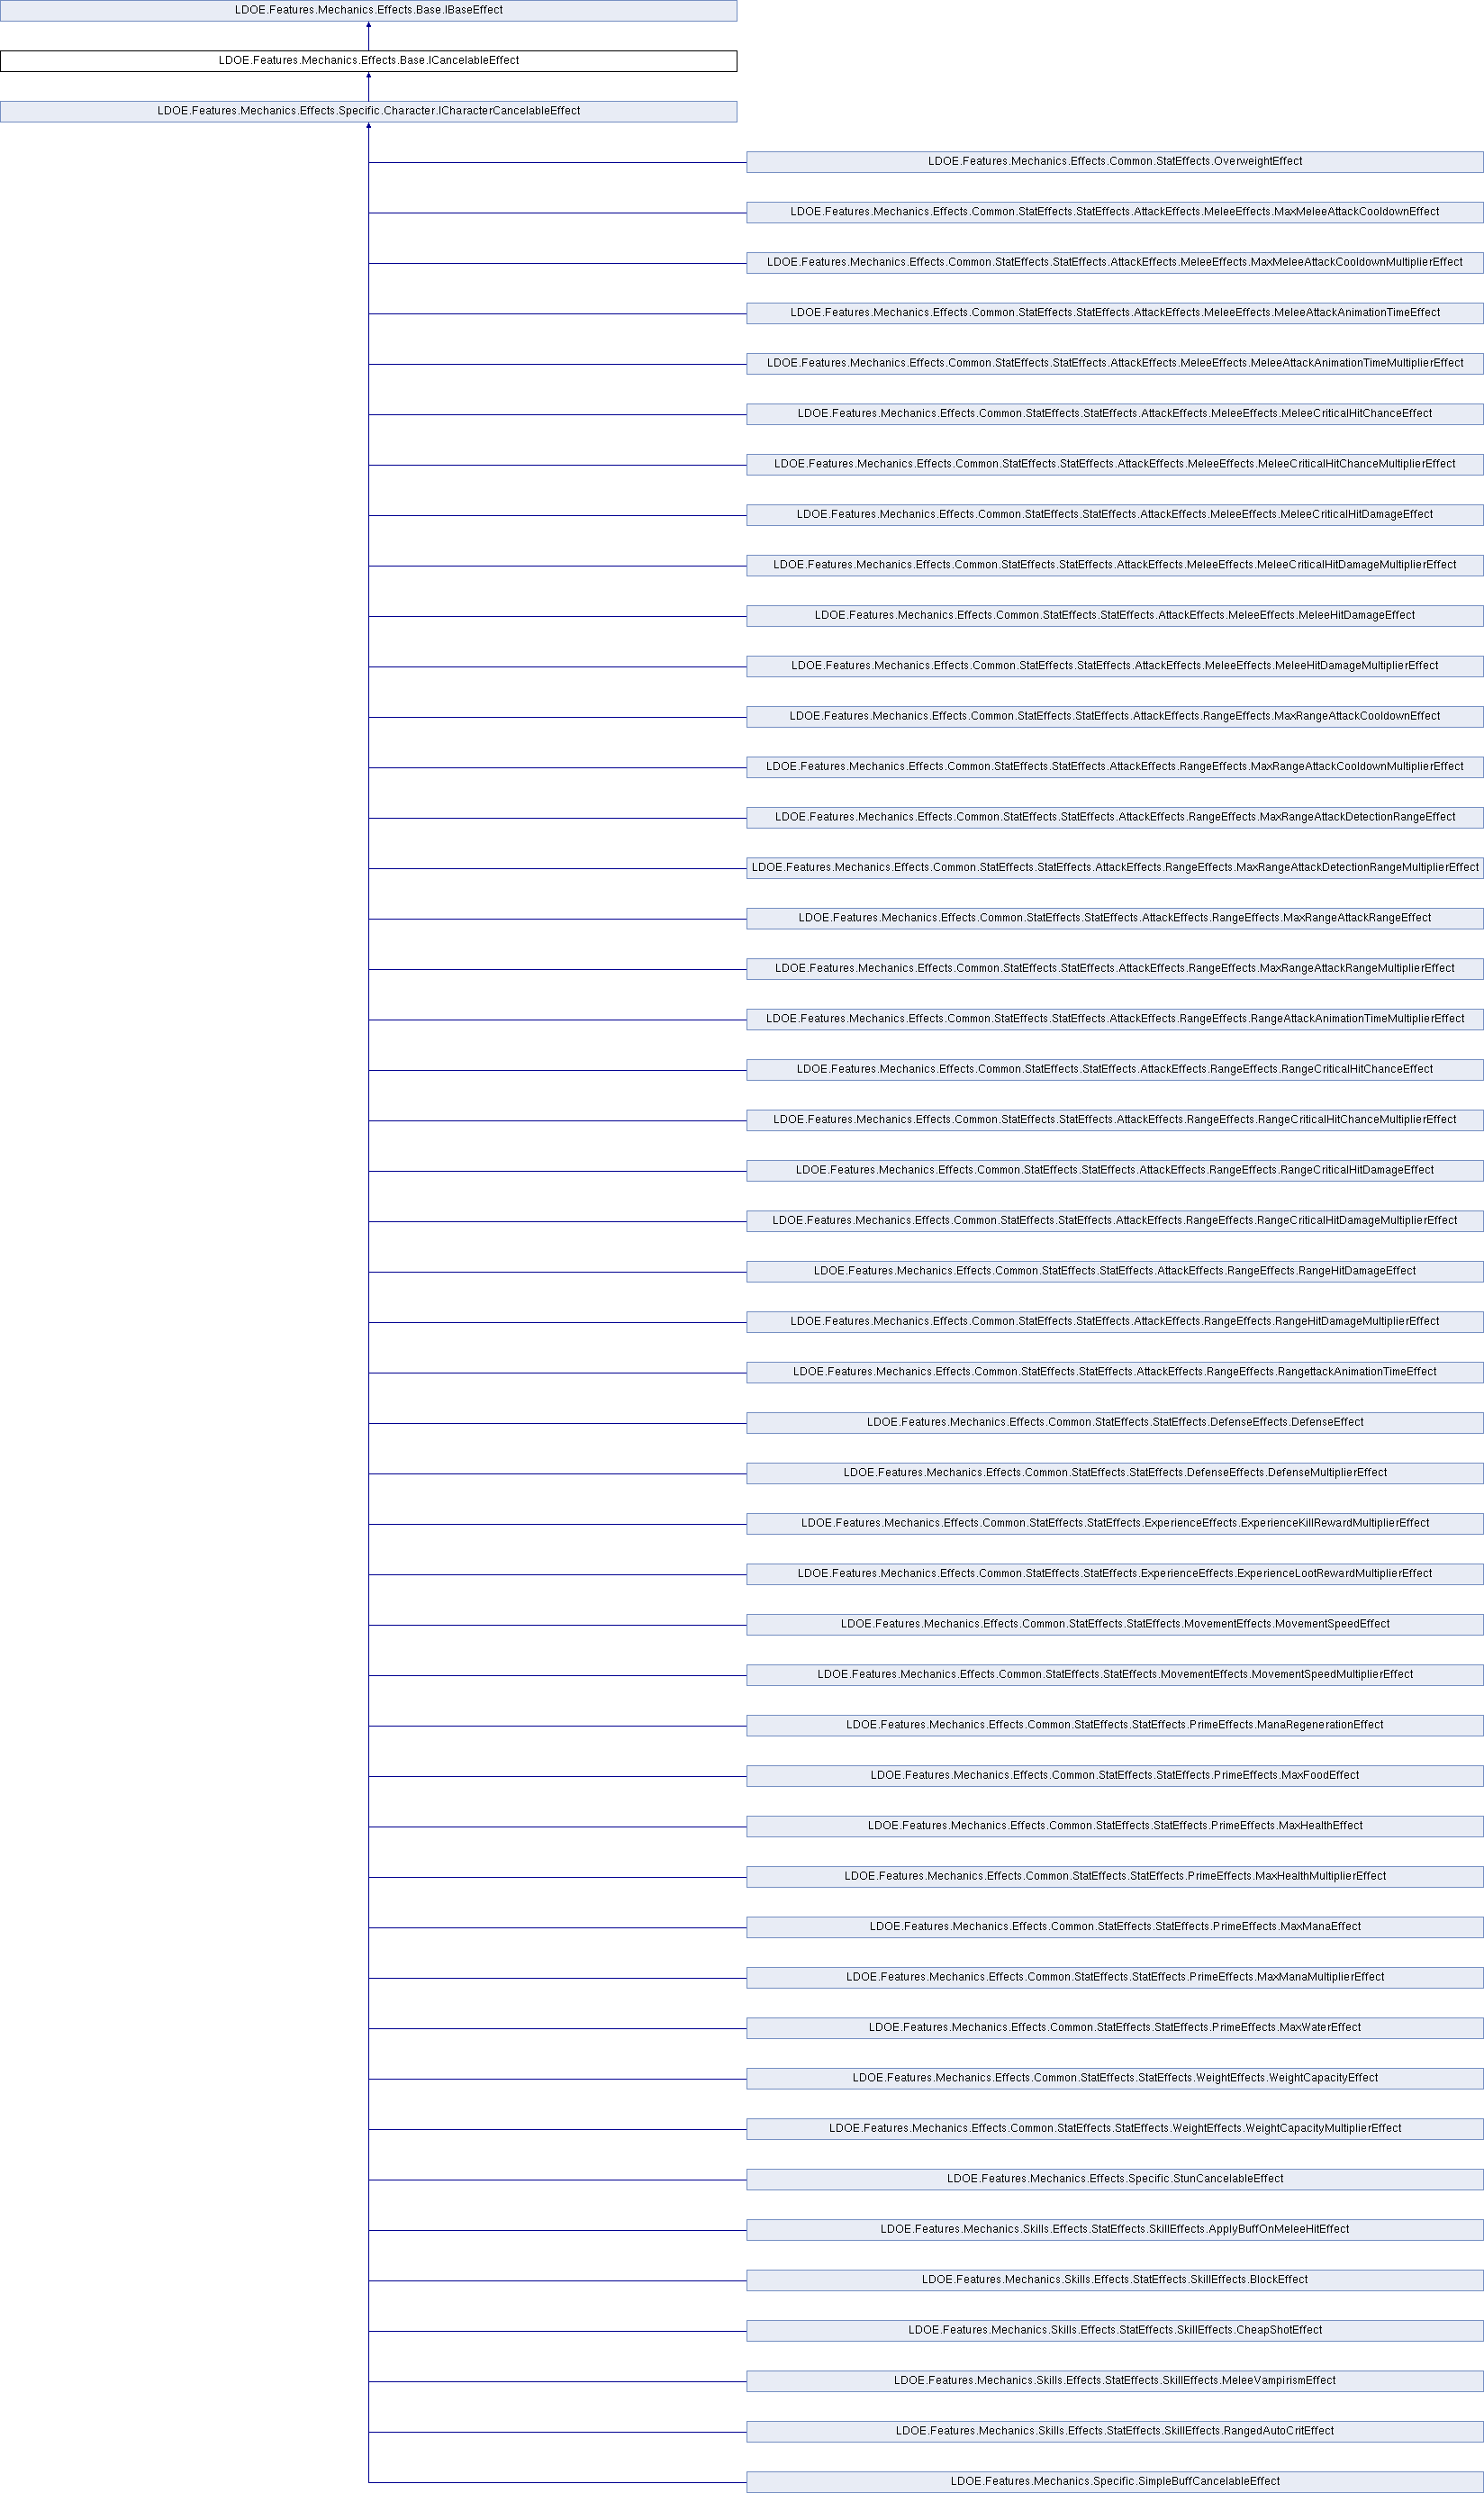 LDOE.Features.Mechanics.Effects.Base.IBaseEffect
LDOE.Features.Mechanics.Effects.Base.ICancelableEffect
LDOE.Features.Mechanics.Effects.Specific.Character.ICharacterCancelableEffect
LDOE.Features.Mechanics.Effects.Common.StatEffects.OverweightEffect
LDOE.Features.Mechanics.Effects.Common.StatEffects.StatEffects.AttackEffects.MeleeEffects.MaxMeleeAttackCooldownEffect
LDOE.Features.Mechanics.Effects.Common.StatEffects.StatEffects.AttackEffects.MeleeEffects.MaxMeleeAttackCooldownMultiplierEffect
LDOE.Features.Mechanics.Effects.Common.StatEffects.StatEffects.AttackEffects.MeleeEffects.MeleeAttackAnimationTimeEffect
LDOE.Features.Mechanics.Effects.Common.StatEffects.StatEffects.AttackEffects.MeleeEffects.MeleeAttackAnimationTimeMultiplierEffect
LDOE.Features.Mechanics.Effects.Common.StatEffects.StatEffects.AttackEffects.MeleeEffects.MeleeCriticalHitChanceEffect
LDOE.Features.Mechanics.Effects.Common.StatEffects.StatEffects.AttackEffects.MeleeEffects.MeleeCriticalHitChanceMultiplierEffect
LDOE.Features.Mechanics.Effects.Common.StatEffects.StatEffects.AttackEffects.MeleeEffects.MeleeCriticalHitDamageEffect
LDOE.Features.Mechanics.Effects.Common.StatEffects.StatEffects.AttackEffects.MeleeEffects.MeleeCriticalHitDamageMultiplierEffect
LDOE.Features.Mechanics.Effects.Common.StatEffects.StatEffects.AttackEffects.MeleeEffects.MeleeHitDamageEffect
LDOE.Features.Mechanics.Effects.Common.StatEffects.StatEffects.AttackEffects.MeleeEffects.MeleeHitDamageMultiplierEffect
LDOE.Features.Mechanics.Effects.Common.StatEffects.StatEffects.AttackEffects.RangeEffects.MaxRangeAttackCooldownEffect
LDOE.Features.Mechanics.Effects.Common.StatEffects.StatEffects.AttackEffects.RangeEffects.MaxRangeAttackCooldownMultiplierEffect
LDOE.Features.Mechanics.Effects.Common.StatEffects.StatEffects.AttackEffects.RangeEffects.MaxRangeAttackDetectionRangeEffect
LDOE.Features.Mechanics.Effects.Common.StatEffects.StatEffects.AttackEffects.RangeEffects.MaxRangeAttackDetectionRangeMultiplierEffect
LDOE.Features.Mechanics.Effects.Common.StatEffects.StatEffects.AttackEffects.RangeEffects.MaxRangeAttackRangeEffect
LDOE.Features.Mechanics.Effects.Common.StatEffects.StatEffects.AttackEffects.RangeEffects.MaxRangeAttackRangeMultiplierEffect
LDOE.Features.Mechanics.Effects.Common.StatEffects.StatEffects.AttackEffects.RangeEffects.RangeAttackAnimationTimeMultiplierEffect
LDOE.Features.Mechanics.Effects.Common.StatEffects.StatEffects.AttackEffects.RangeEffects.RangeCriticalHitChanceEffect
LDOE.Features.Mechanics.Effects.Common.StatEffects.StatEffects.AttackEffects.RangeEffects.RangeCriticalHitChanceMultiplierEffect
LDOE.Features.Mechanics.Effects.Common.StatEffects.StatEffects.AttackEffects.RangeEffects.RangeCriticalHitDamageEffect
LDOE.Features.Mechanics.Effects.Common.StatEffects.StatEffects.AttackEffects.RangeEffects.RangeCriticalHitDamageMultiplierEffect
LDOE.Features.Mechanics.Effects.Common.StatEffects.StatEffects.AttackEffects.RangeEffects.RangeHitDamageEffect
LDOE.Features.Mechanics.Effects.Common.StatEffects.StatEffects.AttackEffects.RangeEffects.RangeHitDamageMultiplierEffect
LDOE.Features.Mechanics.Effects.Common.StatEffects.StatEffects.AttackEffects.RangeEffects.RangettackAnimationTimeEffect
LDOE.Features.Mechanics.Effects.Common.StatEffects.StatEffects.DefenseEffects.DefenseEffect
LDOE.Features.Mechanics.Effects.Common.StatEffects.StatEffects.DefenseEffects.DefenseMultiplierEffect
LDOE.Features.Mechanics.Effects.Common.StatEffects.StatEffects.ExperienceEffects.ExperienceKillRewardMultiplierEffect
LDOE.Features.Mechanics.Effects.Common.StatEffects.StatEffects.ExperienceEffects.ExperienceLootRewardMultiplierEffect
LDOE.Features.Mechanics.Effects.Common.StatEffects.StatEffects.MovementEffects.MovementSpeedEffect
LDOE.Features.Mechanics.Effects.Common.StatEffects.StatEffects.MovementEffects.MovementSpeedMultiplierEffect
LDOE.Features.Mechanics.Effects.Common.StatEffects.StatEffects.PrimeEffects.ManaRegenerationEffect
LDOE.Features.Mechanics.Effects.Common.StatEffects.StatEffects.PrimeEffects.MaxFoodEffect
LDOE.Features.Mechanics.Effects.Common.StatEffects.StatEffects.PrimeEffects.MaxHealthEffect
LDOE.Features.Mechanics.Effects.Common.StatEffects.StatEffects.PrimeEffects.MaxHealthMultiplierEffect
LDOE.Features.Mechanics.Effects.Common.StatEffects.StatEffects.PrimeEffects.MaxManaEffect
LDOE.Features.Mechanics.Effects.Common.StatEffects.StatEffects.PrimeEffects.MaxManaMultiplierEffect
LDOE.Features.Mechanics.Effects.Common.StatEffects.StatEffects.PrimeEffects.MaxWaterEffect
LDOE.Features.Mechanics.Effects.Common.StatEffects.StatEffects.WeightEffects.WeightCapacityEffect
LDOE.Features.Mechanics.Effects.Common.StatEffects.StatEffects.WeightEffects.WeightCapacityMultiplierEffect
LDOE.Features.Mechanics.Effects.Specific.StunCancelableEffect
LDOE.Features.Mechanics.Skills.Effects.StatEffects.SkillEffects.ApplyBuffOnMeleeHitEffect
LDOE.Features.Mechanics.Skills.Effects.StatEffects.SkillEffects.BlockEffect
LDOE.Features.Mechanics.Skills.Effects.StatEffects.SkillEffects.CheapShotEffect
LDOE.Features.Mechanics.Skills.Effects.StatEffects.SkillEffects.MeleeVampirismEffect
LDOE.Features.Mechanics.Skills.Effects.StatEffects.SkillEffects.RangedAutoCritEffect
LDOE.Features.Mechanics.Specific.SimpleBuffCancelableEffect